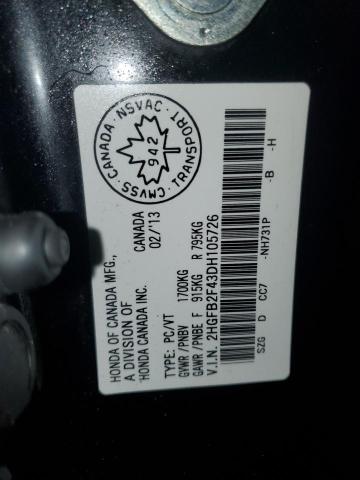 HONDA OF CANADA MFG.,
A DIVISION OF CANADA
HONDA CANADA INC. 02/'13
TYPE: PC/VT
GVWR /PNBV 1700KG
GAWR /PNBE F 915KG R 795KG
V.I.N. 2HGFB2F43DH105726
SZG D CC7 -NH731P -B -H
CANADA · NSVAC · TRANSPORT · CMVSS ·
942